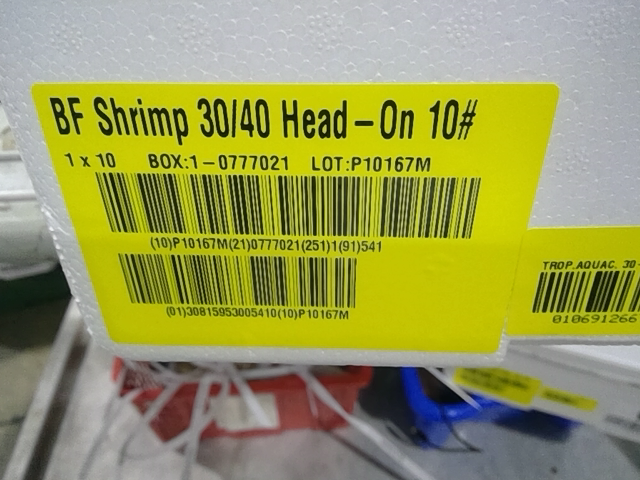 BF Shrimp 30/40 Head-On 10#
1 x 10 BOX:1-0777021 LOT:P10167M
(10)P10167M(21)0777021(251)1(91)541
(01)30815953005410(10)P10167M
TROP.AQUAC. 30-
010691266